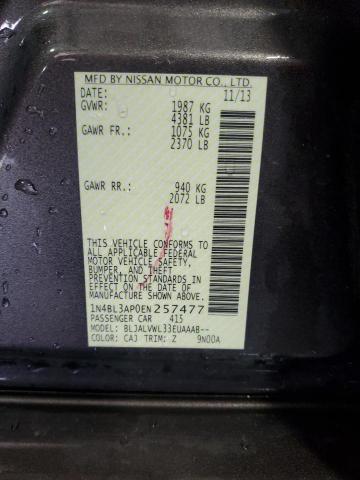 MFD BY NISSAN MOTOR CO., LTD.
DATE: 11/13
GVWR: 1987 KG
4381 LB
GAWR FR.: 1075 KG
2370 LB
GAWR RR.: 940 KG
2072 LB
THIS VEHICLE CONFORMS TO
ALL APPLICABLE FEDERAL
MOTOR VEHICLE SAFETY,
BUMPER, AND THEFT
PREVENTION STANDARDS IN
EFFECT ON THE DATE OF
MANUFACTURE SHOWN ABOVE.
1N4BL3AP0EN257477
PASSENGER CAR 415
MODEL: BLJALVWL33EUAAAB--
COLOR: CAJ TRIM: Z 9N00A